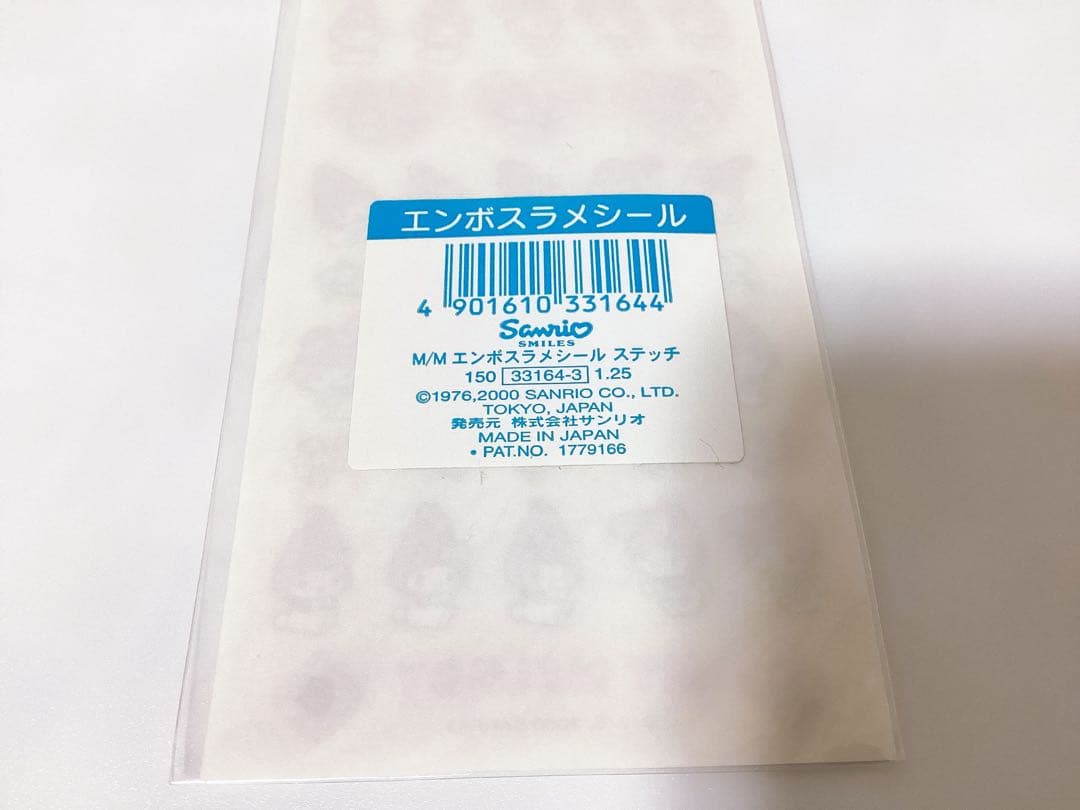 エンボスラメシール
4 901610 331644
Sanrio
SMILES
M/M エンボスラメシール ステッチ
150 33164-3 1.25
©1976,2000 SANRIO CO., LTD.
TOKYO, JAPAN
発売元 株式会社サンリオ
MADE IN JAPAN
• PAT.NO. 1779166